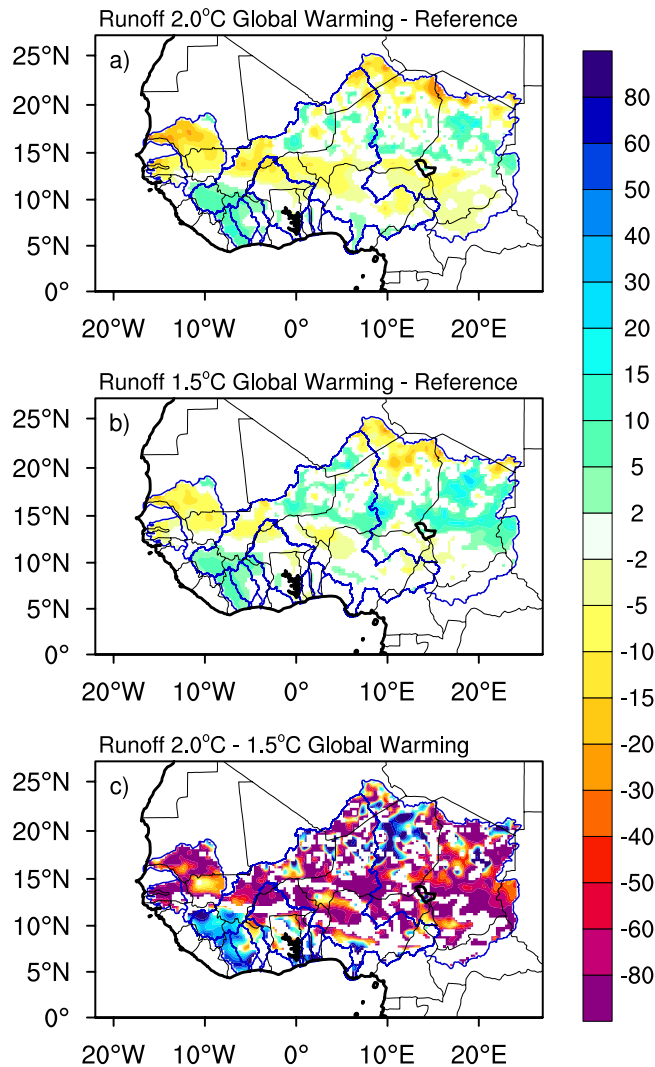 Runoff 2.0°C Global Warming - Reference
a)
25°N
20°N
15°N
10°N
5°N
0°
20°W 10°W 0° 10°E 20°E
Runoff 1.5°C Global Warming - Reference
b)
25°N
20°N
15°N
10°N
5°N
0°
20°W 10°W 0° 10°E 20°E
Runoff 2.0°C - 1.5°C Global Warming
c)
25°N
20°N
15°N
10°N
5°N
0°
20°W 10°W 0° 10°E 20°E
80
60
50
40
30
20
15
10
5
2
-2
-5
-10
-15
-20
-30
-40
-50
-60
-80